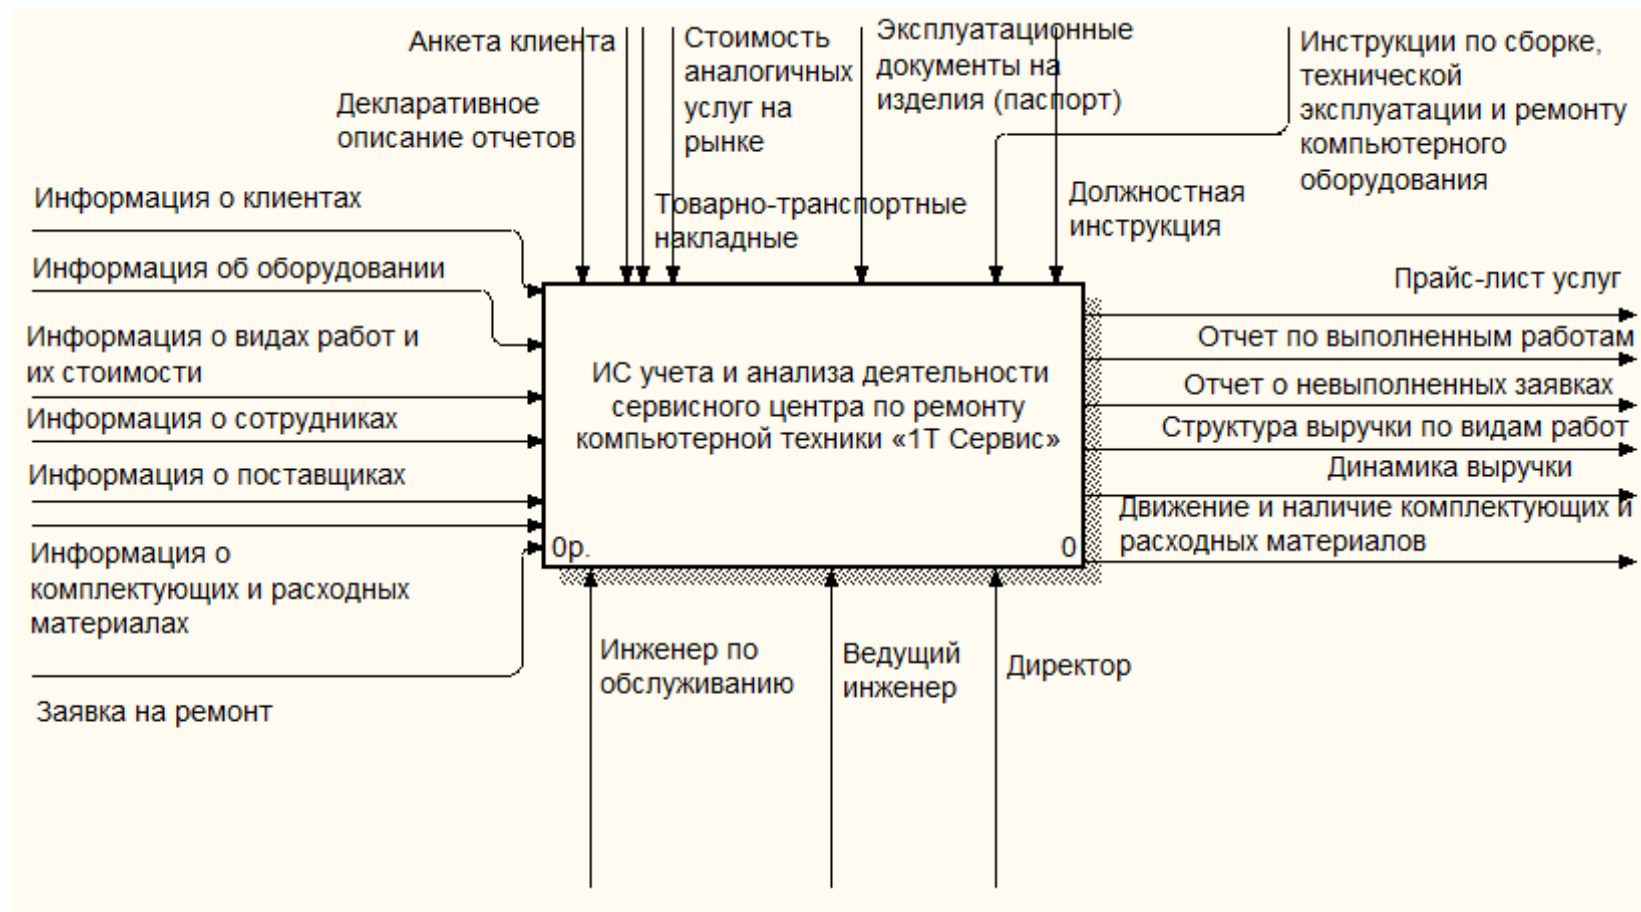 Анкета клиента
Декларативное
описание отчетов
Стоимость
аналогичных
услуг на
рынке
Товарно-транспортные
накладные
Эксплуатационные
документы на
изделия (паспорт)
Должностная
инструкция
Инструкции по сборке,
технической
эксплуатации и ремонту
компьютерного
оборудования
Информация о клиентах
Информация об оборудовании
Информация о видах работ и
их стоимости
Информация о сотрудниках
Информация о поставщиках
Информация о
комплектующих и расходных
материалах
Заявка на ремонт
ИС учета и анализа деятельности
сервисного центра по ремонту
компьютерной техники «1Т Сервис»
0р.
0
Прайс-лист услуг
Отчет по выполненным работам
Отчет о невыполненных заявках
Структура выручки по видам работ
Динамика выручки
Движение и наличие комплектующих и
расходных материалов
Инженер по
обслуживанию
Ведущий
инженер
Директор